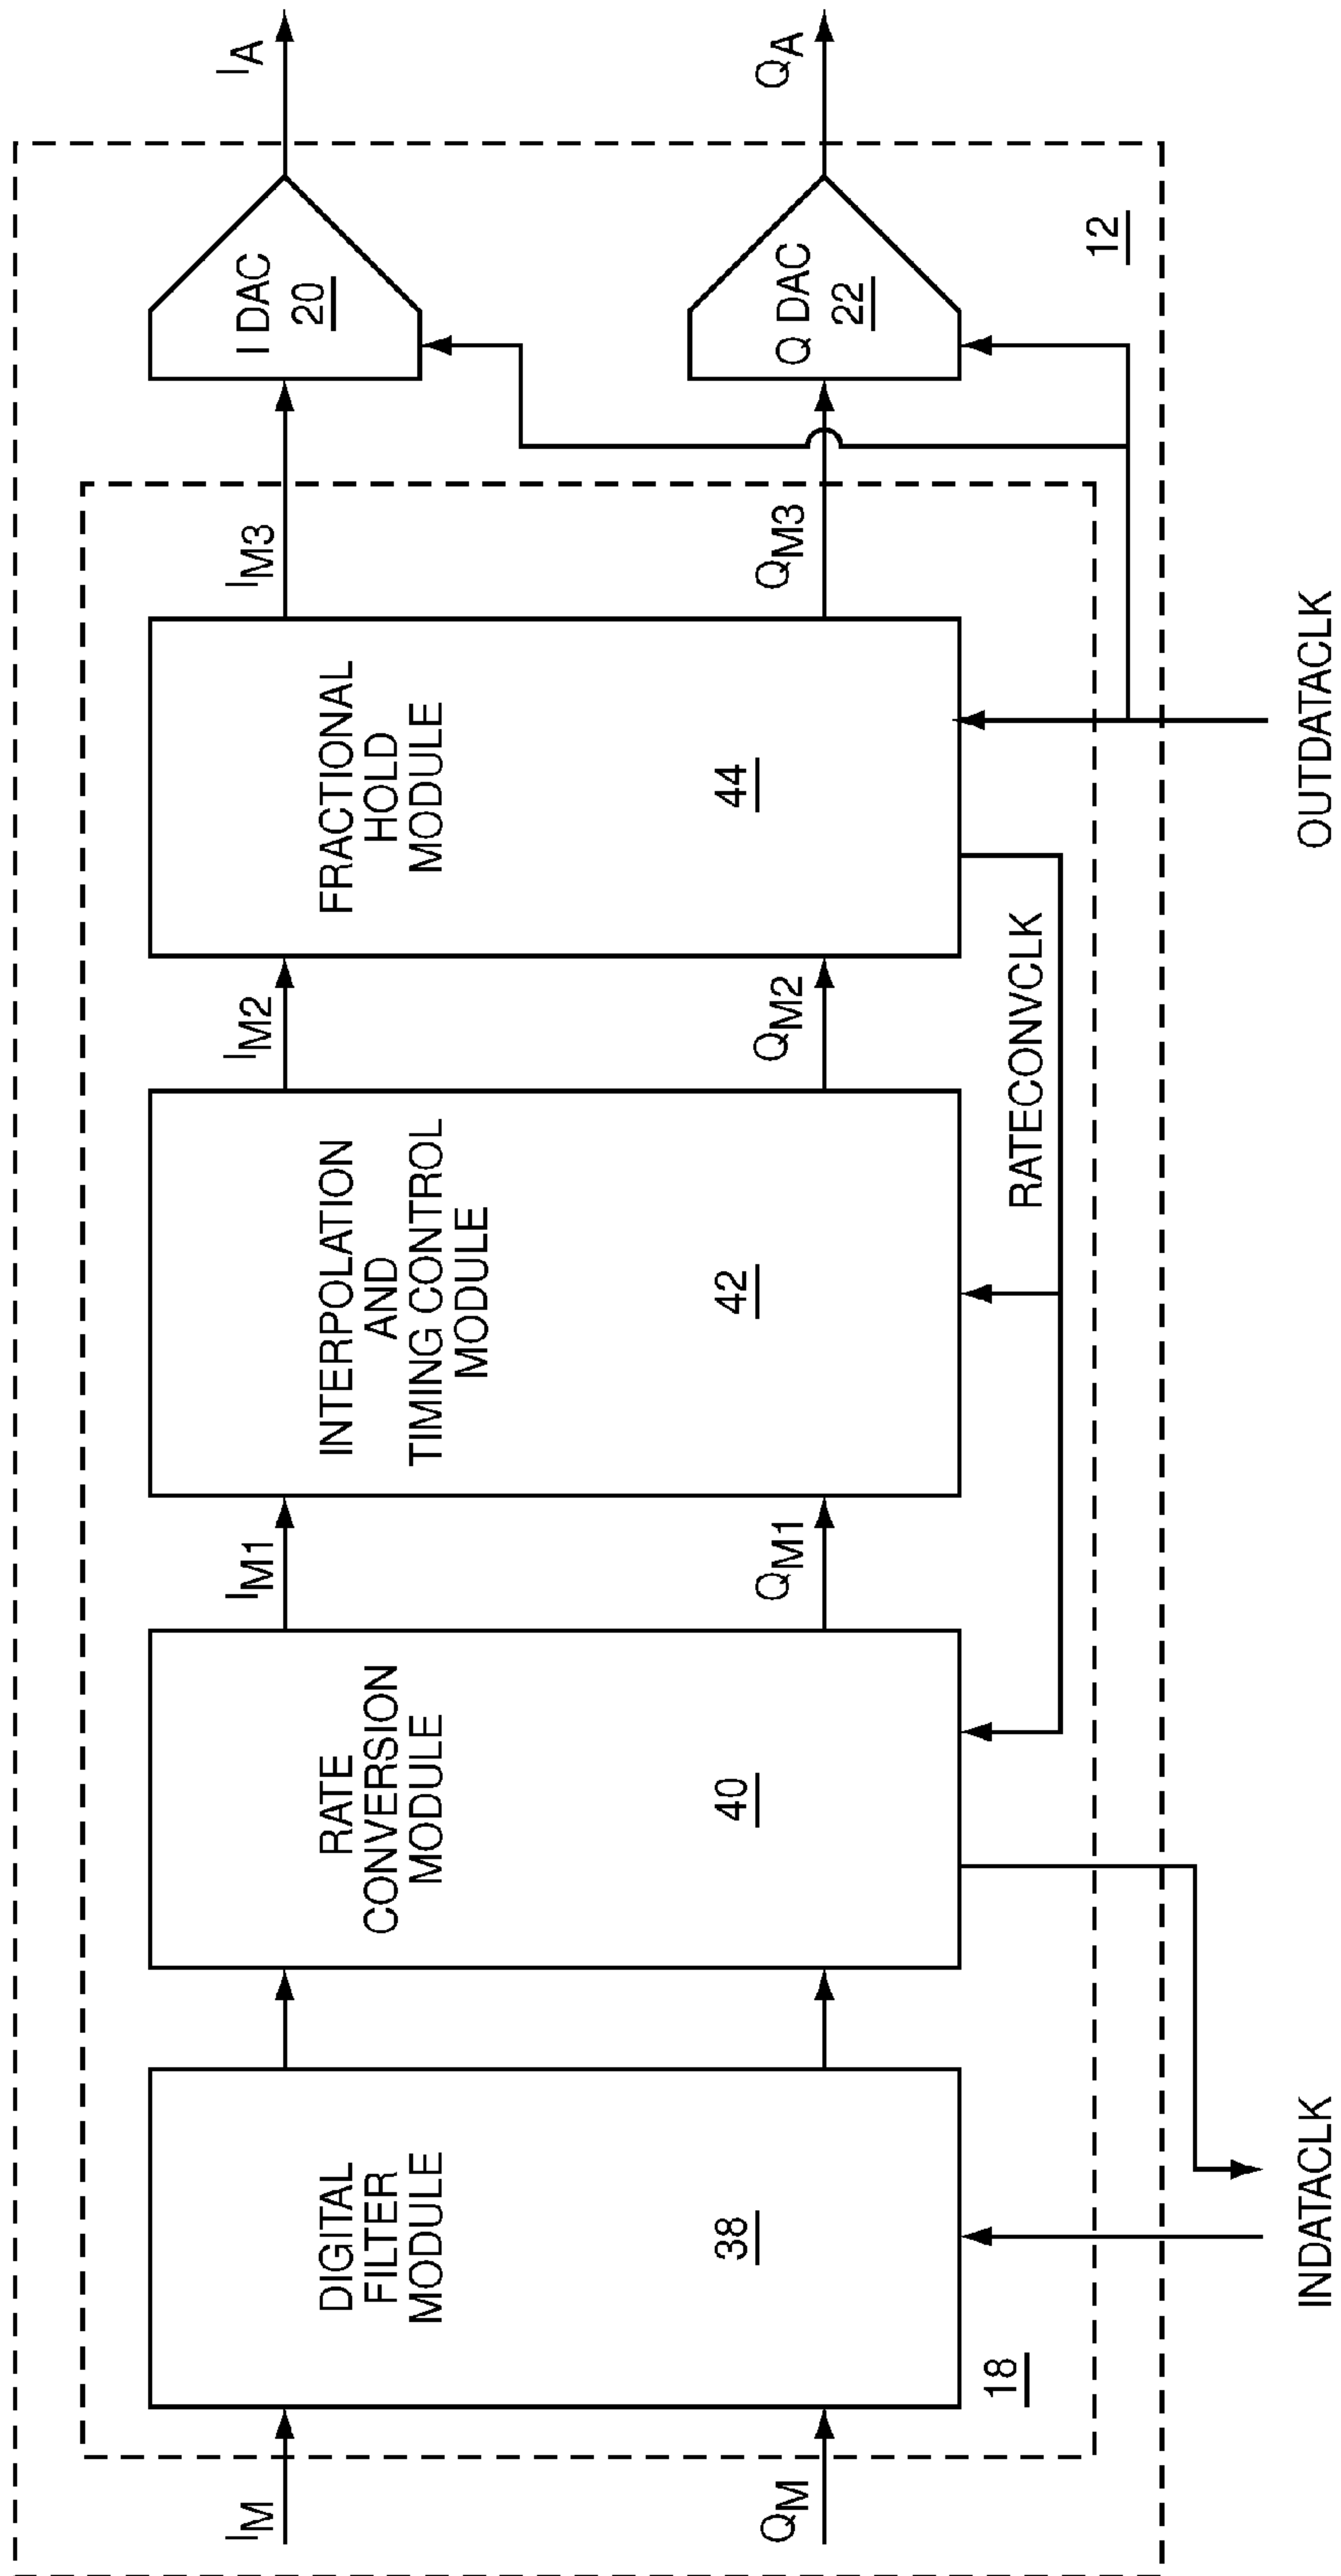 I_M
Q_M
DIGITAL
FILTER
MODULE
38
18
INDATACLK
RATE
CONVERSION
MODULE
40
I_M1
Q_M1
INTERPOLATION
AND
TIMING CONTROL
MODULE
42
RATECONVCLK
I_M2
Q_M2
FRACTIONAL
HOLD
MODULE
44
OUTDATACLK
I_M3
Q_M3
I DAC
20
Q DAC
22
12
I_A
Q_A